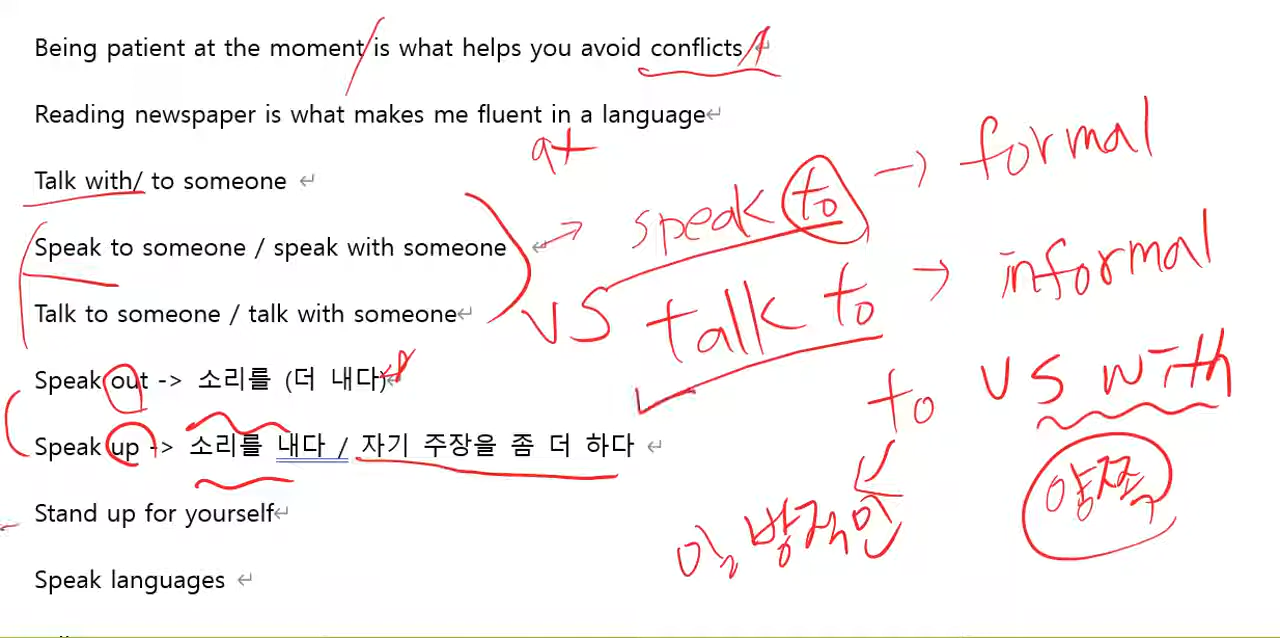 Being patient at the moment is what helps you avoid conflicts
Reading newspaper is what makes me fluent in a language
at
formal
Talk with/ to someone
speak to →
Speak to someone / speak with someone →
informal
VS
talk to →
Talk to someone / talk with someone
Speak out -> 소리를 (더 내다)
to VS with
Speak up -> 소리를 내다 / 자기 주장을 좀 더 하다
일방적인
양쪽
Stand up for yourself
Speak languages